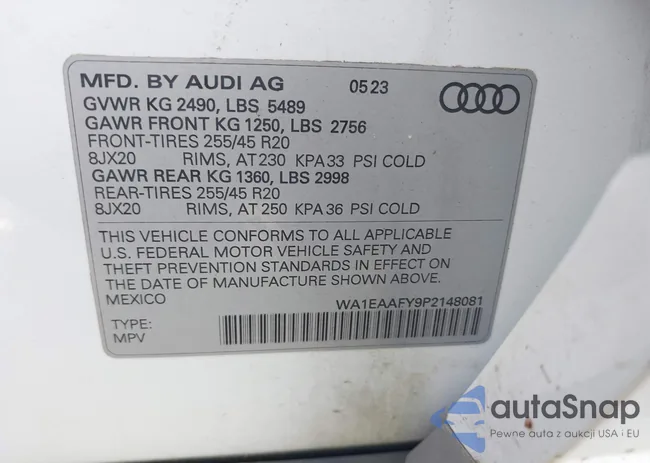 MFD. BY AUDI AG 05 23
GVWR KG 2490, LBS 5489
GAWR FRONT KG 1250, LBS 2756
FRONT-TIRES 255/45 R20
8JX20 RIMS, AT 230 KPA 33 PSI COLD
GAWR REAR KG 1360, LBS 2998
REAR-TIRES 255/45 R20
8JX20 RIMS, AT 250 KPA 36 PSI COLD
THIS VEHICLE CONFORMS TO ALL APPLICABLE
U.S. FEDERAL MOTOR VEHICLE SAFETY AND
THEFT PREVENTION STANDARDS IN EFFECT ON
THE DATE OF MANUFACTURE SHOWN ABOVE.
MEXICO WA1EAAFY9P2148081
TYPE:
MPV
autaSnap
Pewne auta z aukcji USA i EU